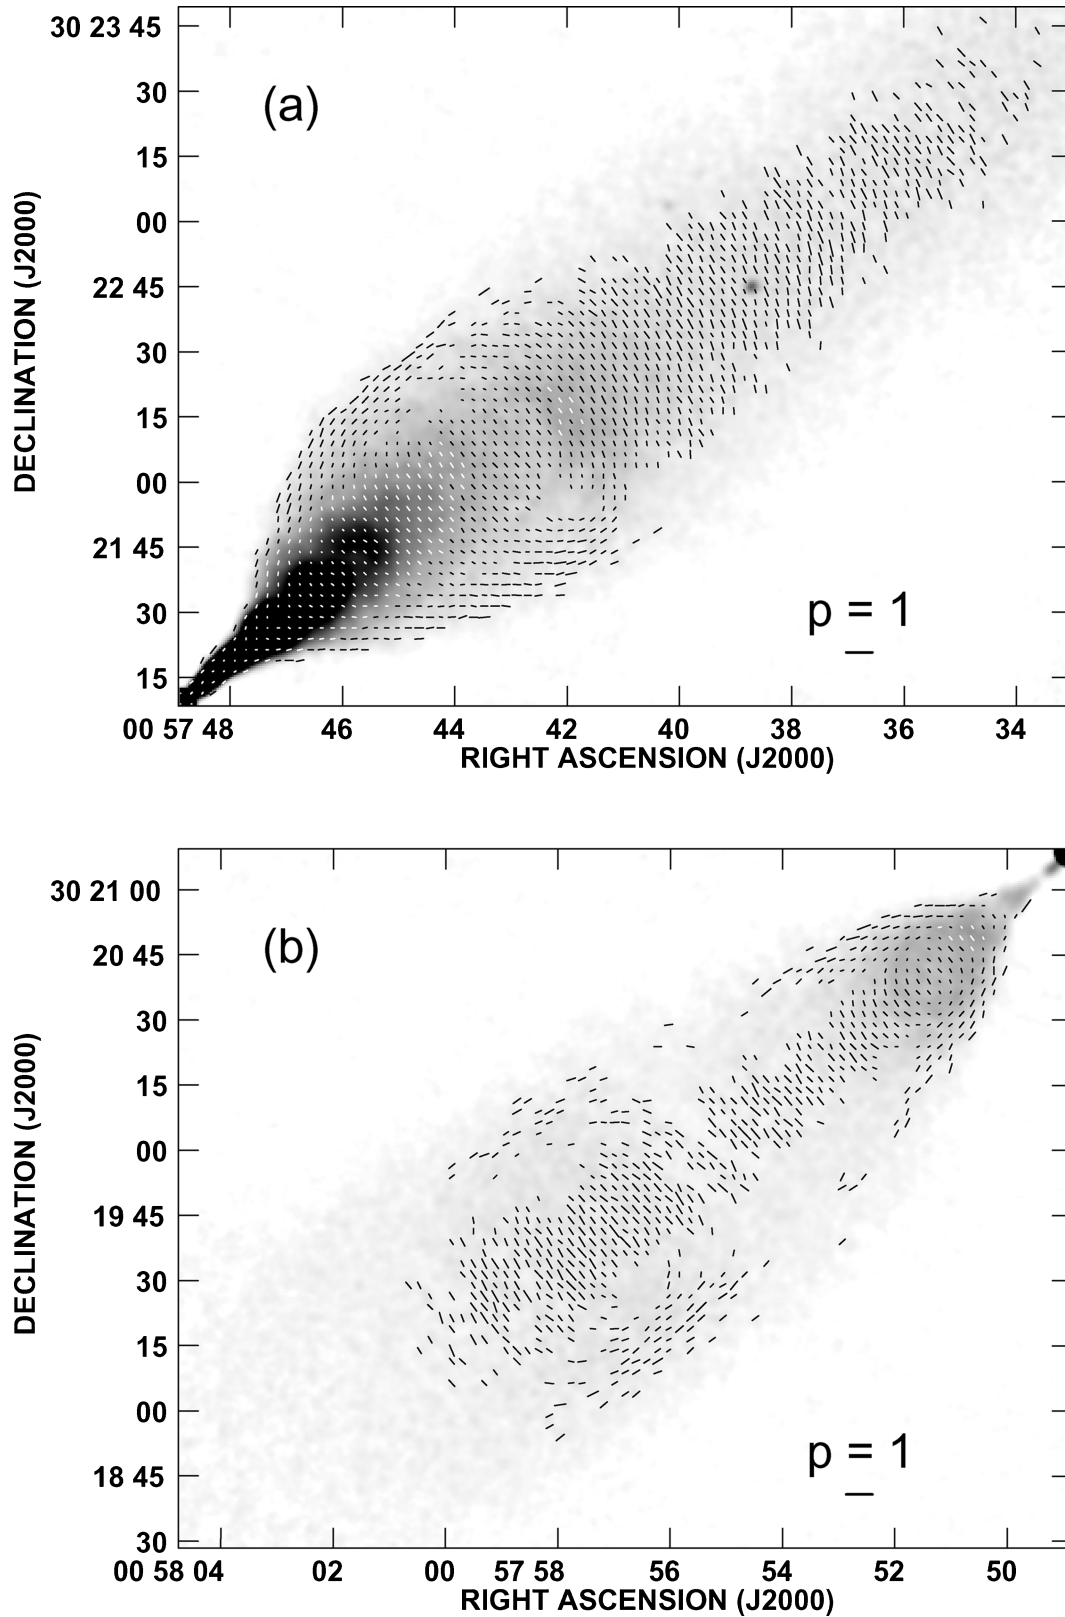 (a)
DECLINATION (J2000)
30 23 45
30
15
00
22 45
30
15
00
21 45
30
15
p = 1
00 57 48
46
44
42
40
38
36
34
RIGHT ASCENSION (J2000)
(b)
DECLINATION (J2000)
30 21 00
20 45
30
15
00
19 45
30
15
00
18 45
30
p = 1
00 58 04
02
00
57 58
56
54
52
50
RIGHT ASCENSION (J2000)